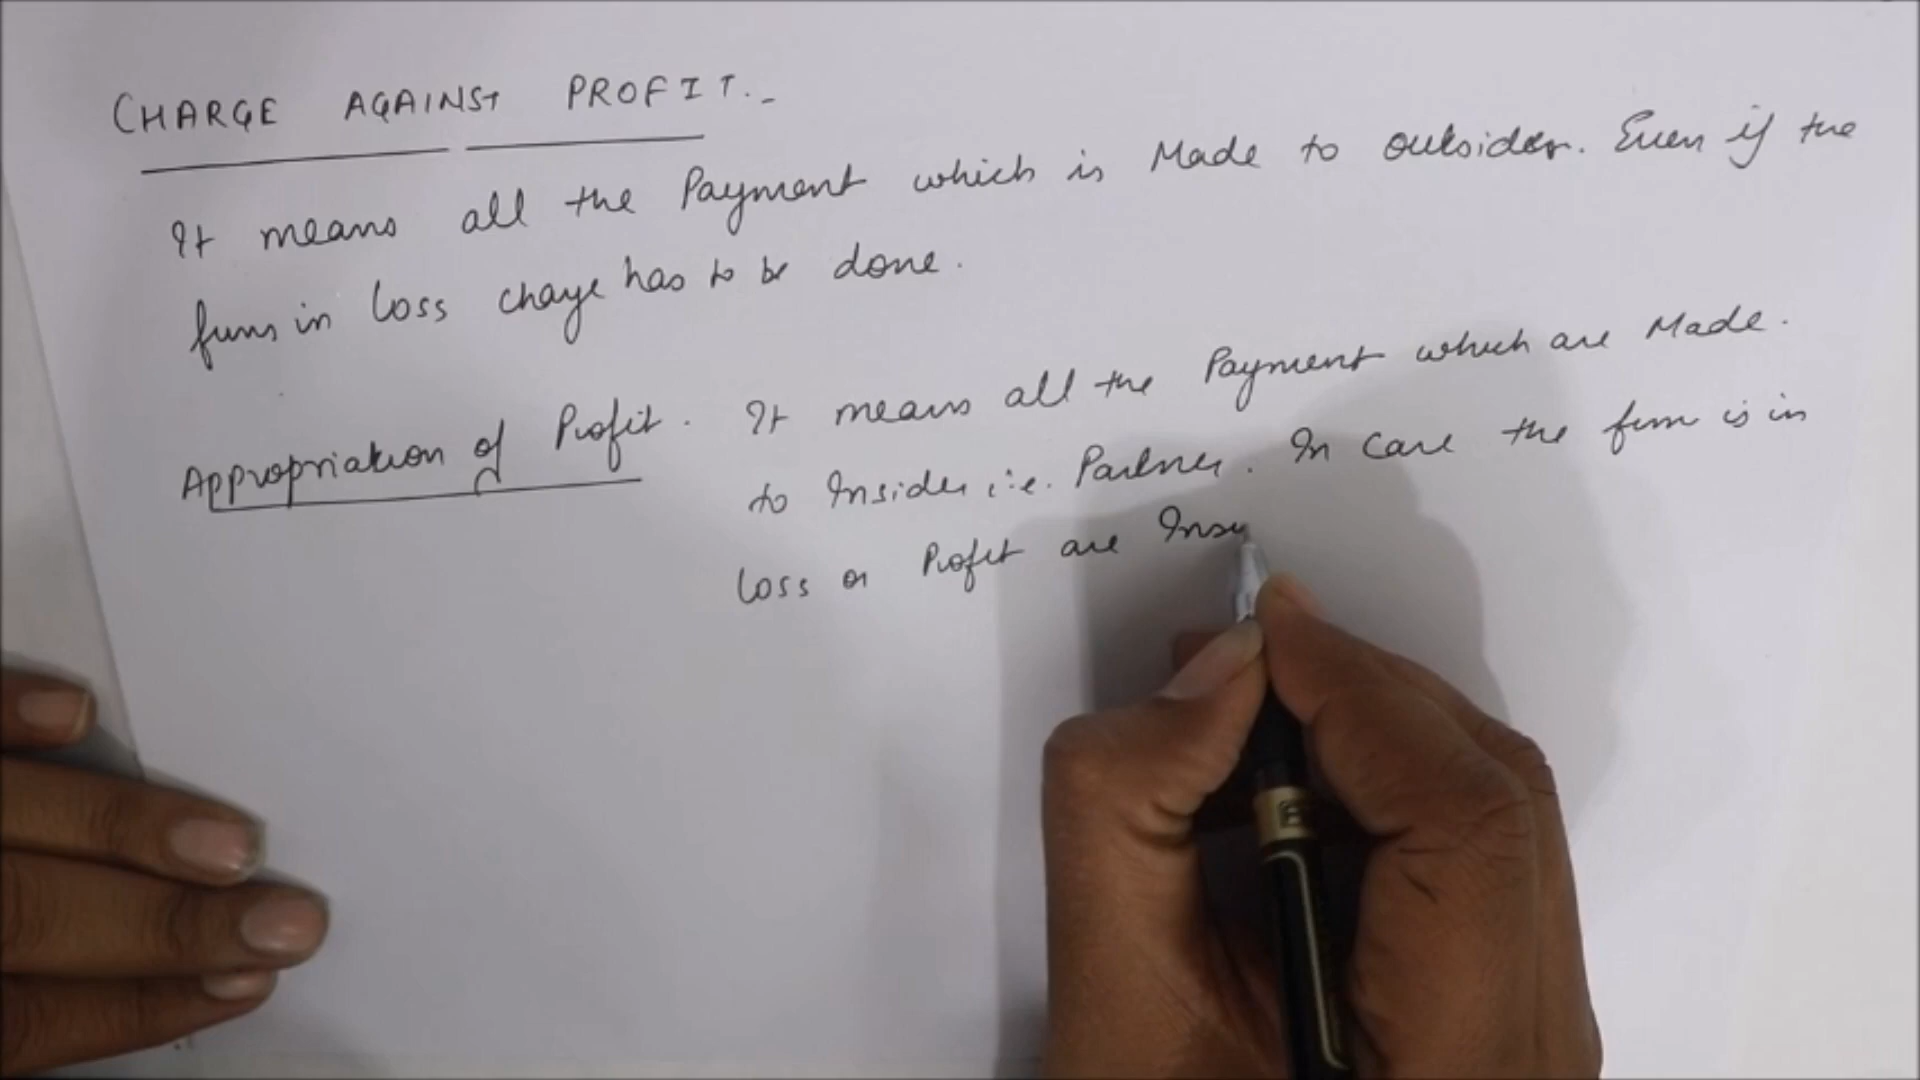 CHARGE AGAINST PROFIT.-
It means all the Payment which is Made to outsider. Even if the
firms in loss charge has to be done.
Appropriation of Profit. It means all the Payment which are Made.
to Insider i.e. Partner. In case the firm is in
loss or Profit are Insu